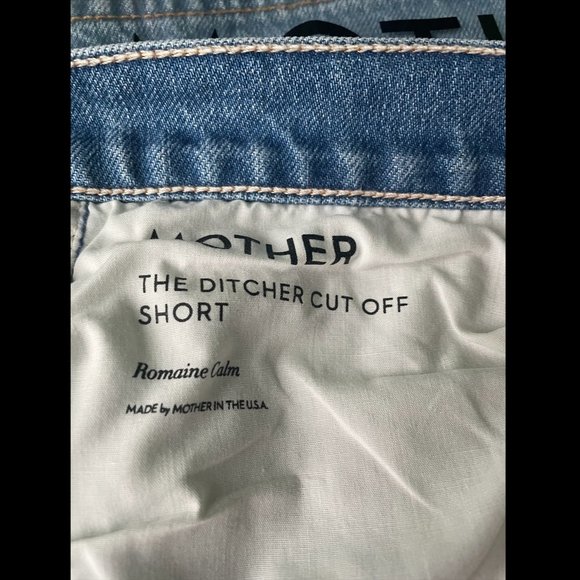 MOTHER
THE DITCHER CUT OFF
SHORT
Romaine Calm
MADE by MOTHER IN THE U.S.A.